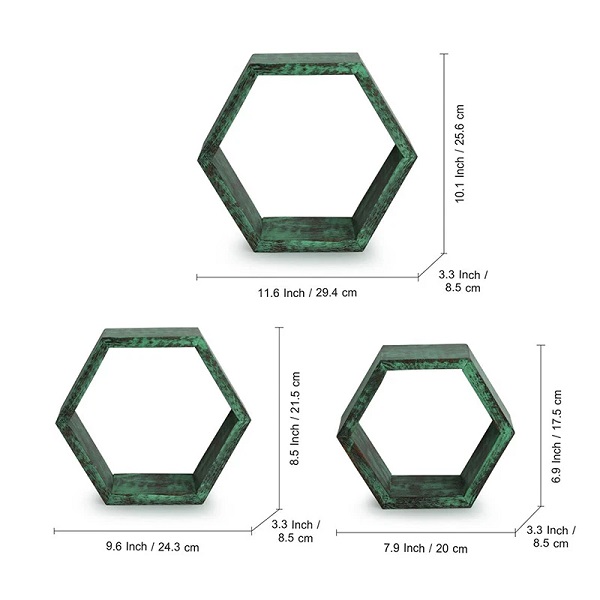 10.1 Inch / 25.6 cm
3.3 Inch /
8.5 cm
11.6 Inch / 29.4 cm
8.5 Inch / 21.5 cm
3.3 Inch /
8.5 cm
9.6 Inch / 24.3 cm
6.9 Inch / 17.5 cm
3.3 Inch /
8.5 cm
7.9 Inch / 20 cm